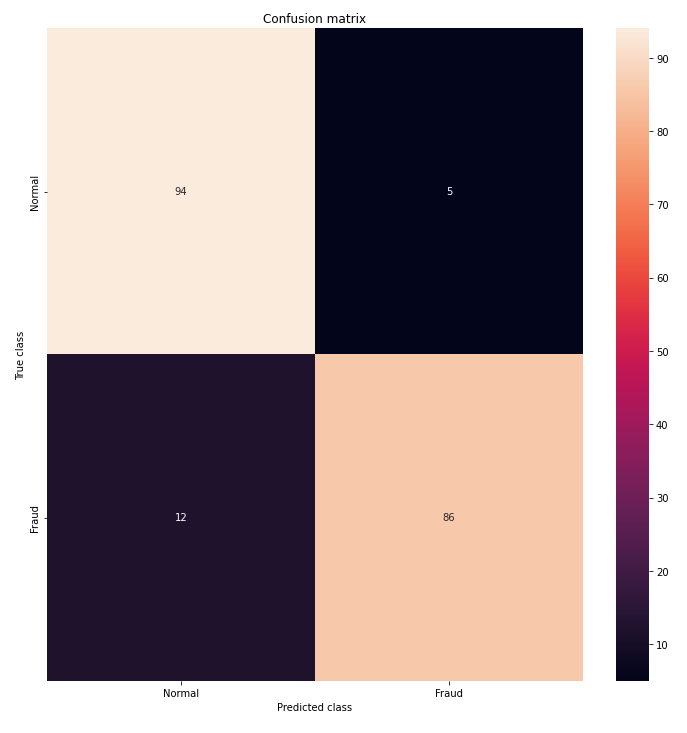 Confusion matrix
True class
Normal
94
5
Fraud
12
86
Normal
Fraud
Predicted class
90
80
70
60
50
40
30
20
10